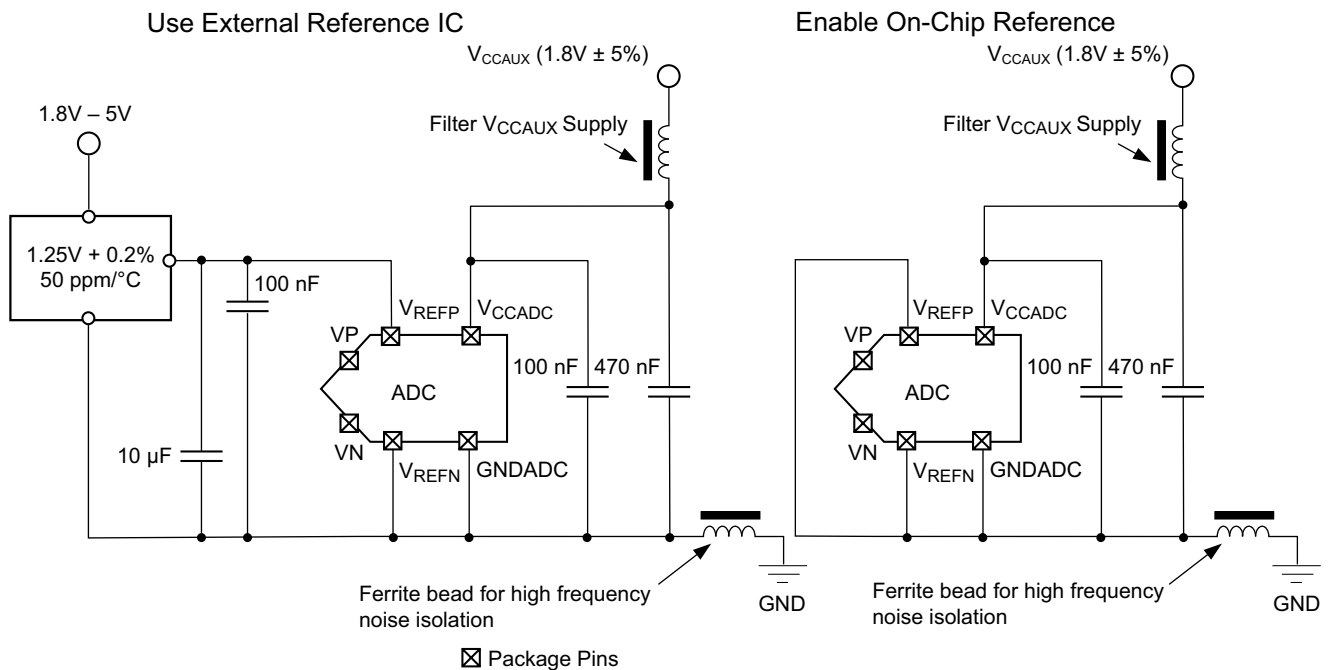 Use External Reference IC
VCCAUX (1.8V ± 5%)
1.8V – 5V
Filter VCCAUX Supply
1.25V + 0.2%
50 ppm/°C
100 nF
VREFP
VCCADC
VP
100 nF
470 nF
ADC
VN
10 µF
VREFN
GNDADC
Ferrite bead for high frequency
noise isolation
GND
Package Pins
Enable On-Chip Reference
VCCAUX (1.8V ± 5%)
Filter VCCAUX Supply
VREFP
VCCADC
VP
100 nF
470 nF
ADC
VN
VREFN
GNDADC
Ferrite bead for high frequency
noise isolation
GND